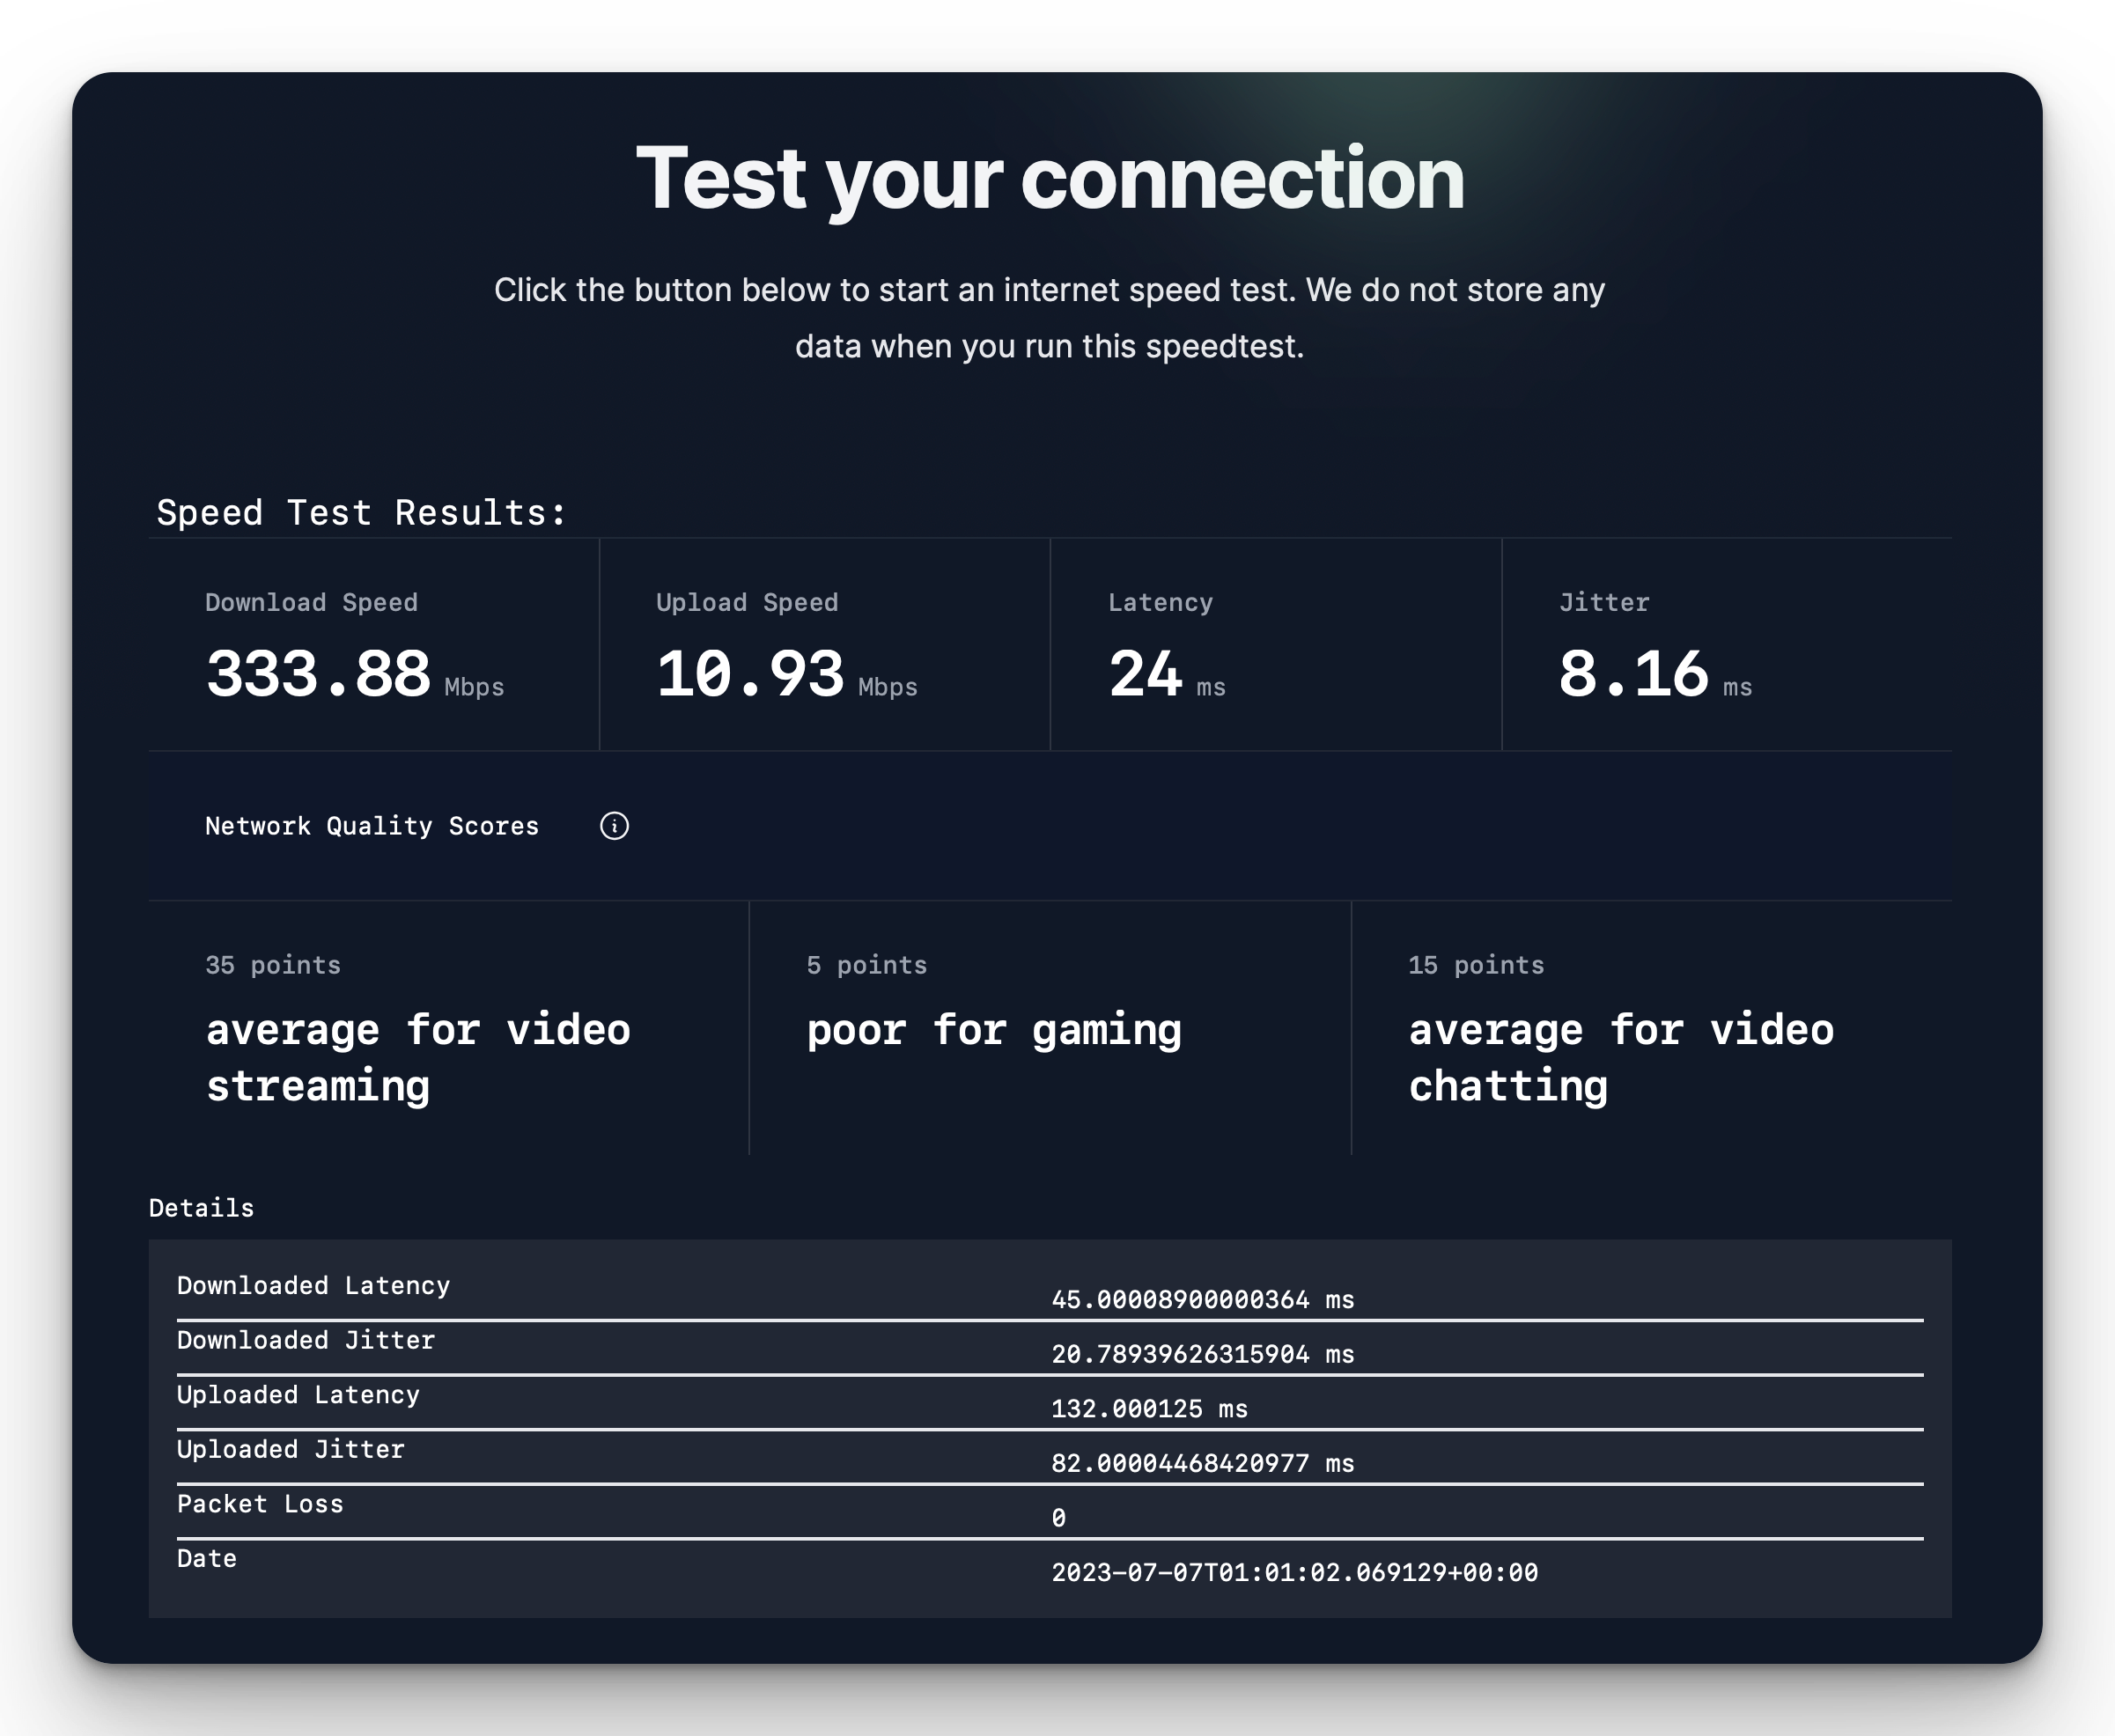 Test your connection
Click the button below to start an internet speed test. We do not store any
data when you run this speedtest.
Speed Test Results:
Download Speed
333.88 Mbps
Upload Speed
10.93 Mbps
Latency
24 ms
Jitter
8.16 ms
Network Quality Scores
35 points
average for video
streaming
5 points
poor for gaming
15 points
average for video
chatting
Details
Downloaded Latency
45.00008900000364 ms
Downloaded Jitter
20.78939626315904 ms
Uploaded Latency
132.000125 ms
Uploaded Jitter
82.00004468420977 ms
Packet Loss
0
Date
2023-07-07T01:01:02.069129+00:00